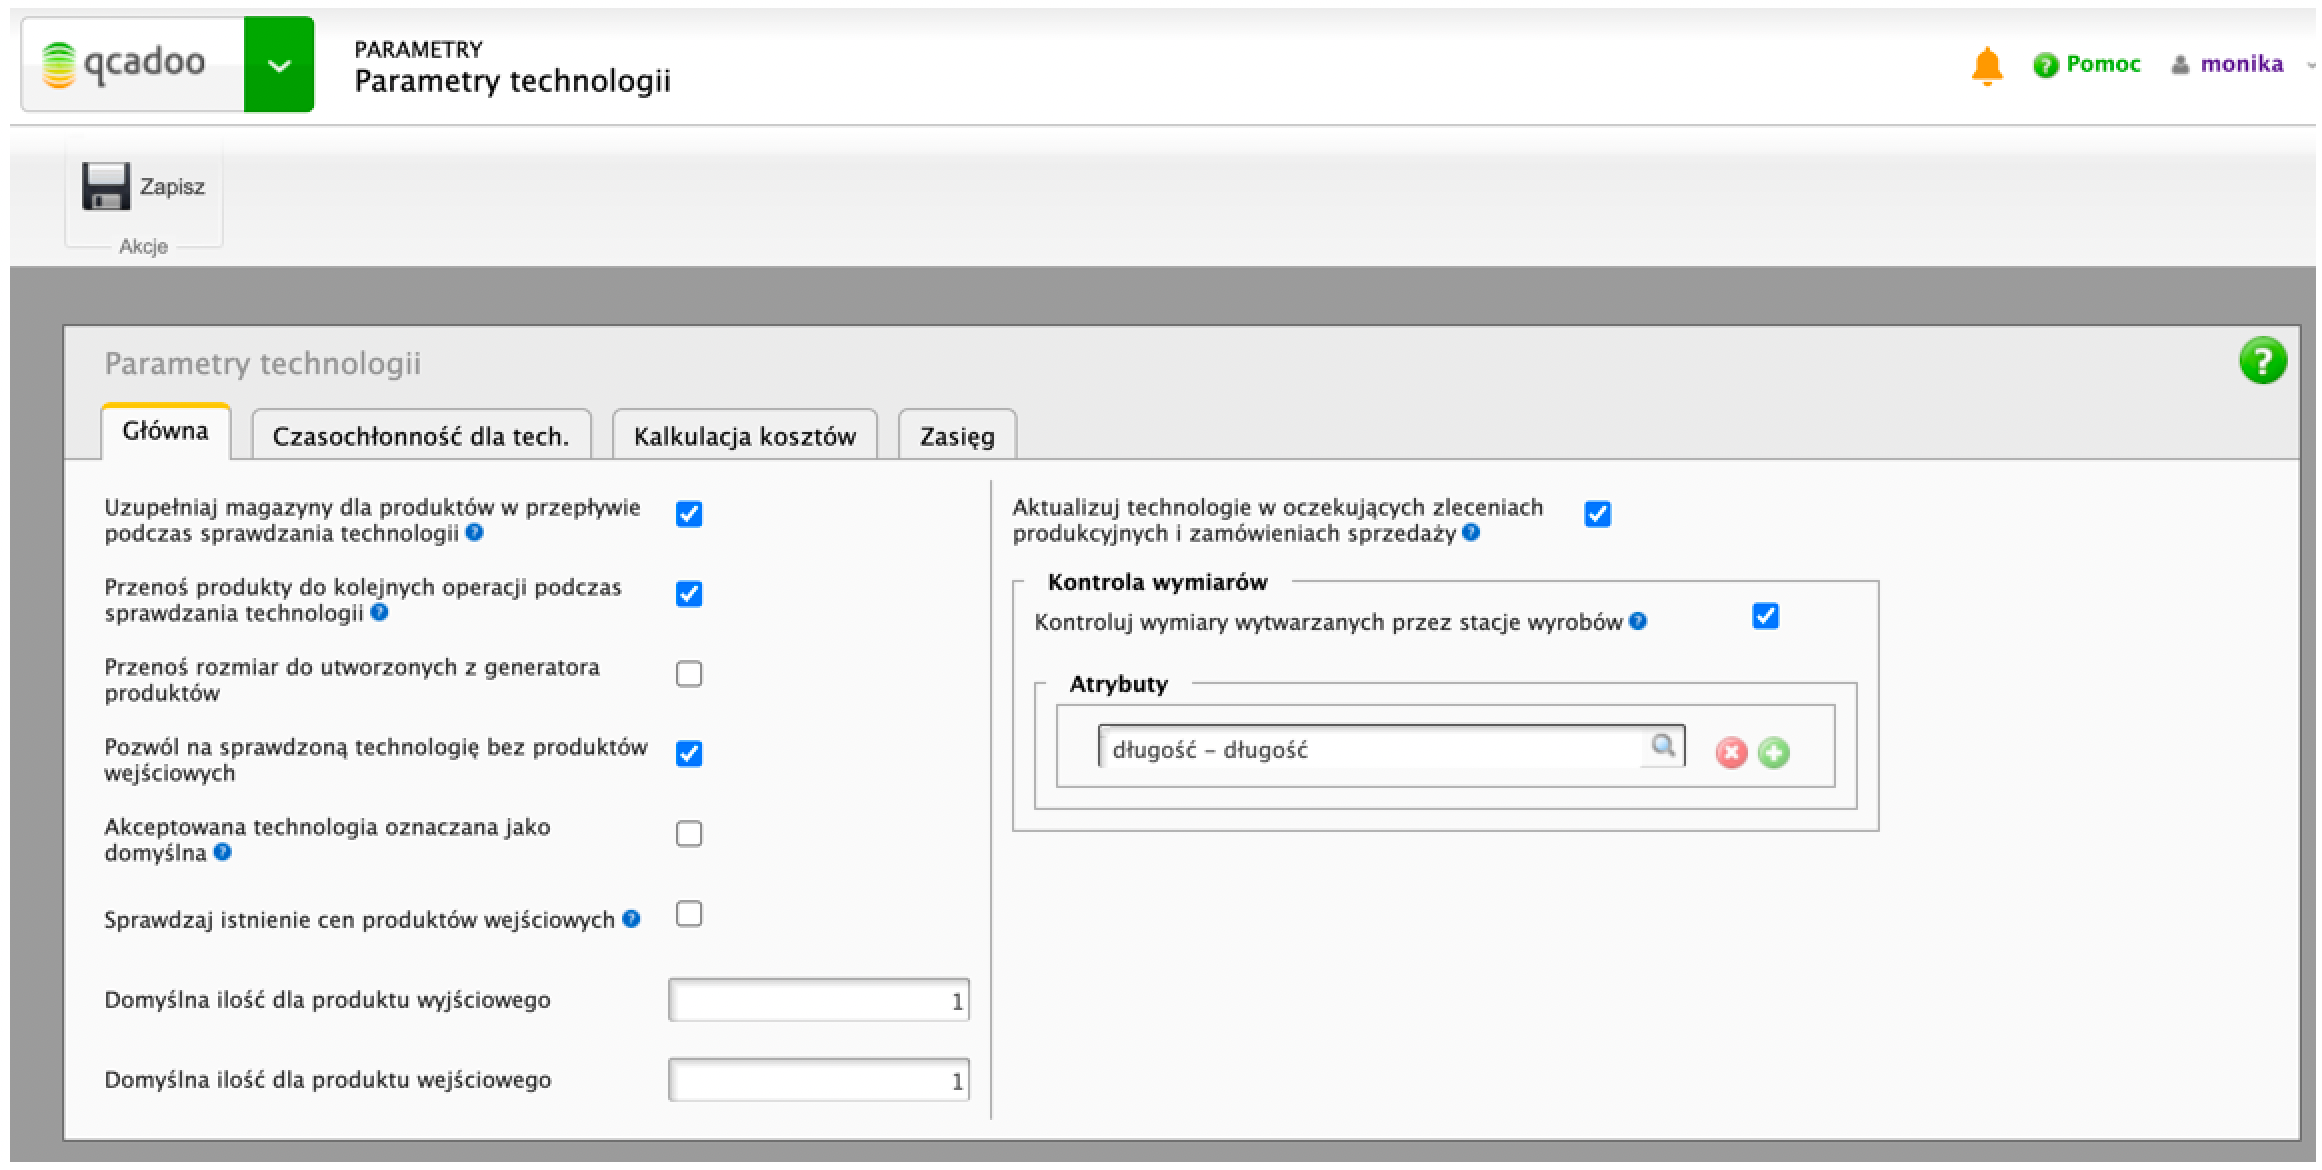 qcadoo
PARAMETRY
Parametry technologii
Pomoc
monika
Zapisz
Akcje
Parametry technologii
Główna
Czasochłonność dla tech.
Kalkulacja kosztów
Zasięg
Uzupełniaj magazyny dla produktów w przepływie
podczas sprawdzania technologii
Przenoś produkty do kolejnych operacji podczas
sprawdzania technologii
Przenoś rozmiar do utworzonych z generatora
produktów
Pozwól na sprawdzoną technologię bez produktów
wejściowych
Akceptowana technologia oznaczana jako
domyślna
Sprawdzaj istnienie cen produktów wejściowych
Domyślna ilość dla produktu wyjściowego
1
Domyślna ilość dla produktu wejściowego
1
Aktualizuj technologie w oczekujących zleceniach
produkcyjnych i zamówieniach sprzedaży
Kontrola wymiarów
Kontroluj wymiary wytwarzanych przez stacje wyrobów
Atrybuty
długość – długość